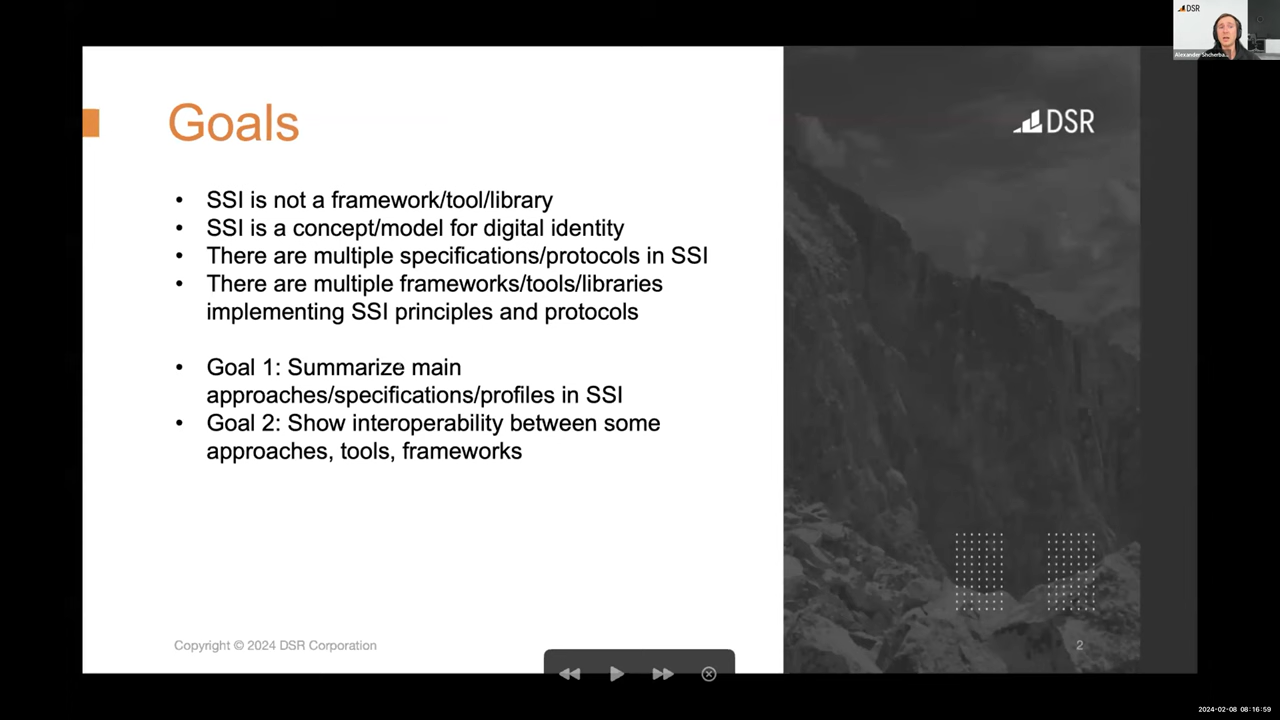 DSR
Alexander Shcherba...
Goals
DSR
• SSI is not a framework/tool/library
• SSI is a concept/model for digital identity
• There are multiple specifications/protocols in SSI
• There are multiple frameworks/tools/libraries
implementing SSI principles and protocols
• Goal 1: Summarize main
approaches/specifications/profiles in SSI
• Goal 2: Show interoperability between some
approaches, tools, frameworks
Copyright © 2024 DSR Corporation
2
2024-02-08 08:16:59